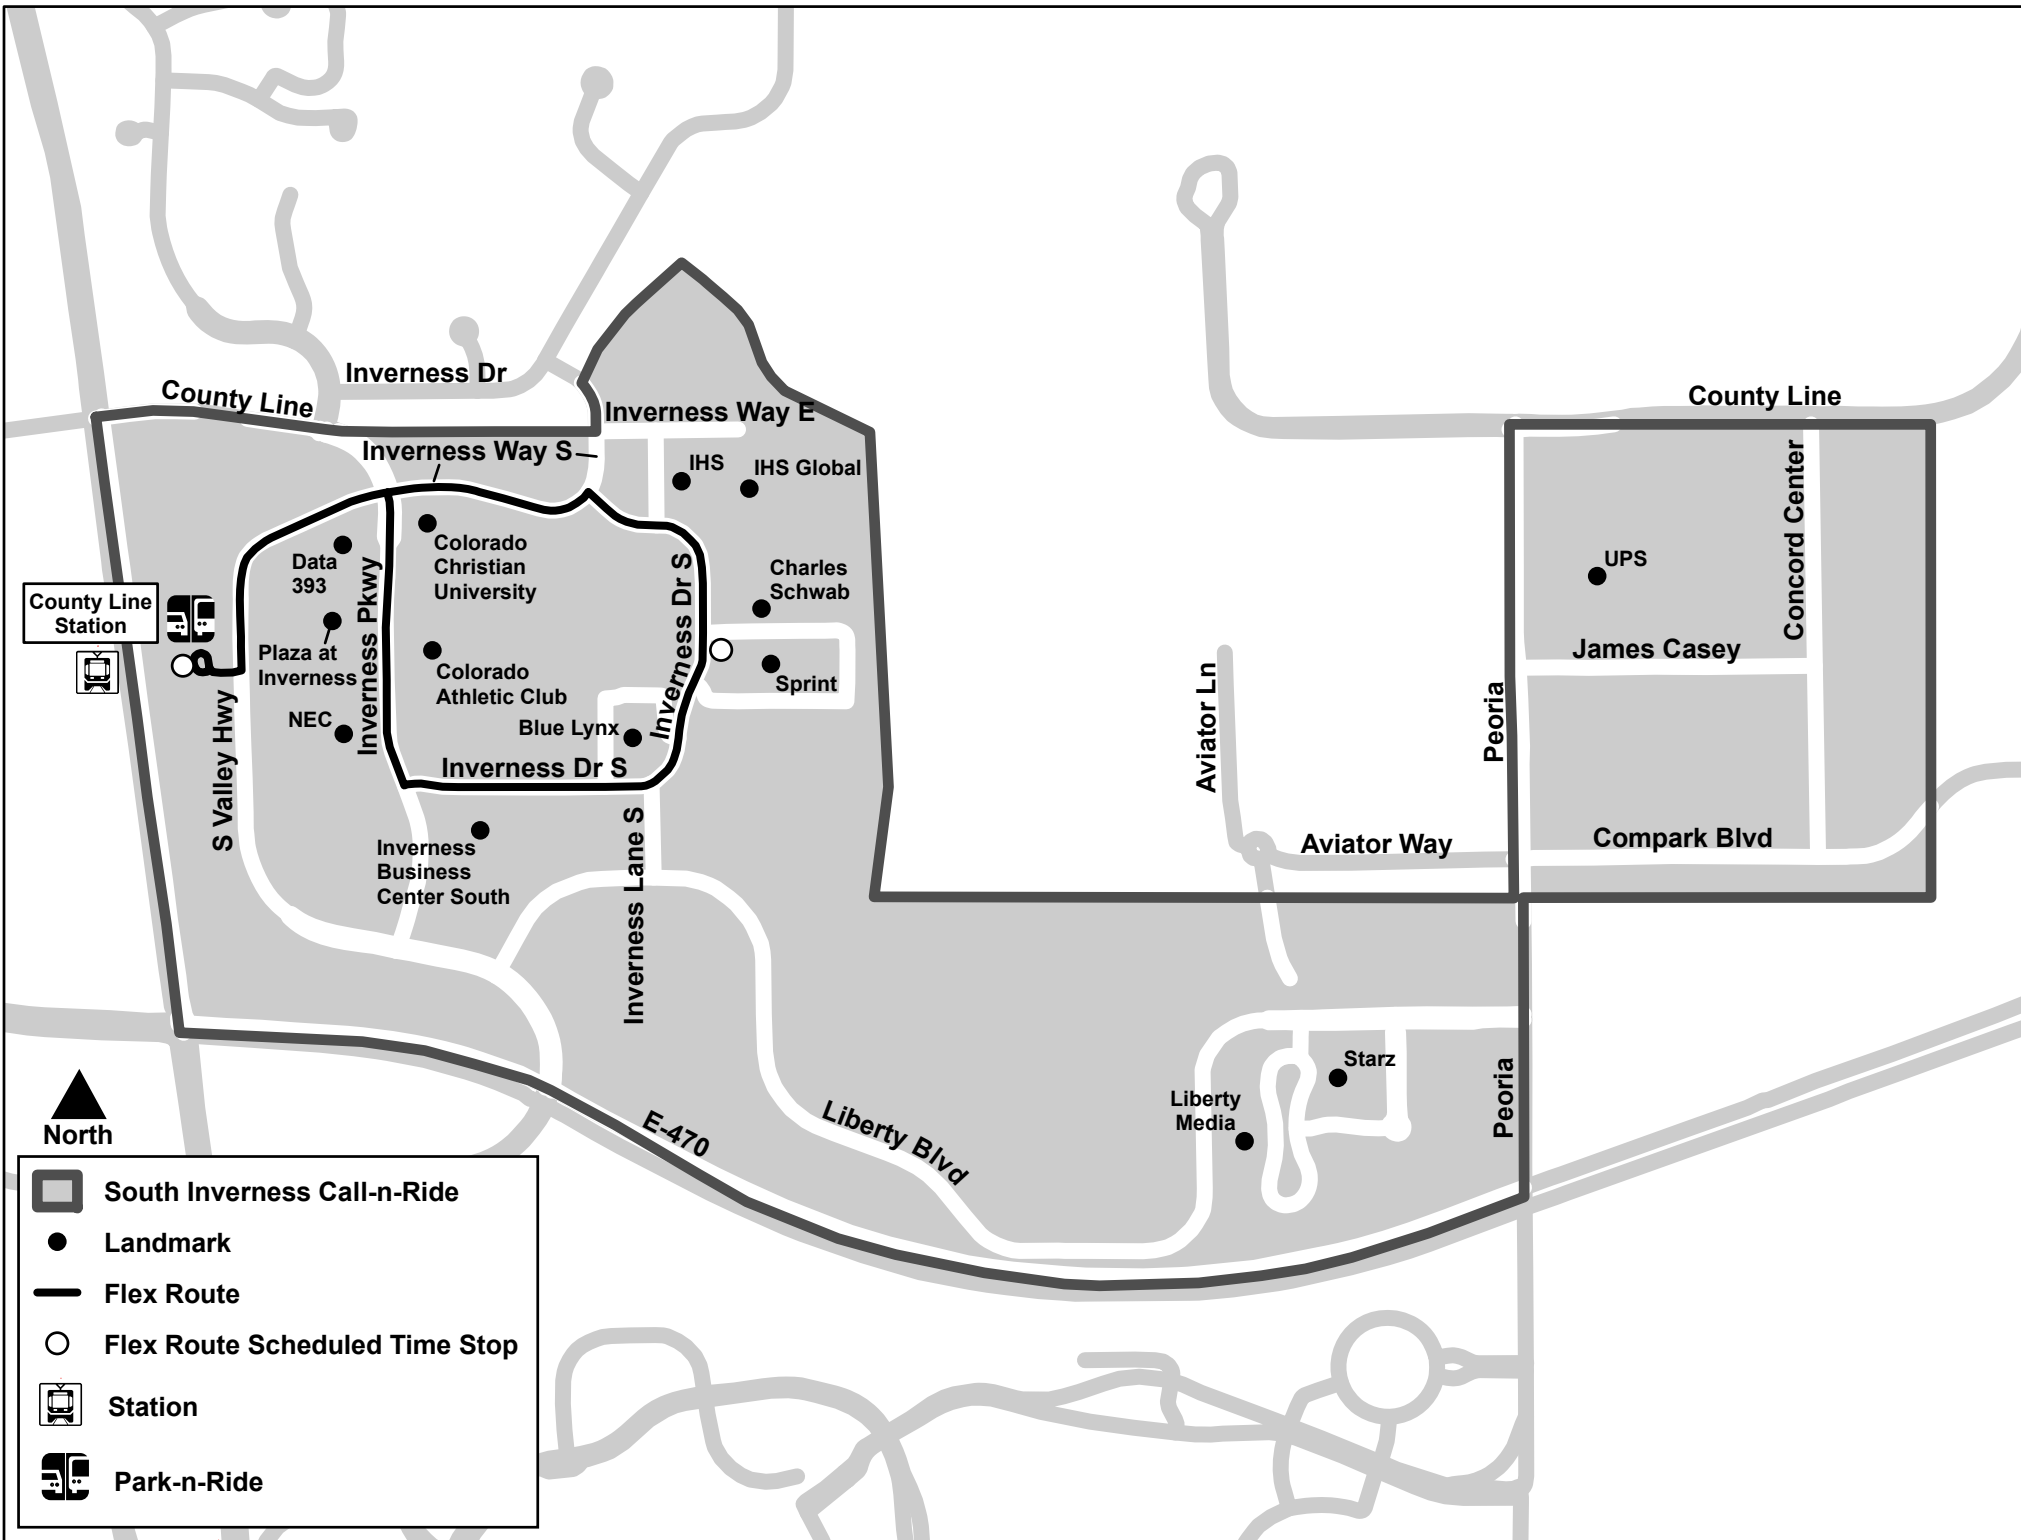 Inverness Dr
County Line
Inverness Way E
County Line
Inverness Way S
IHS
IHS Global
Concord Center
Colorado
Christian
University
Data
393
Inverness Pkwy
Inverness Dr S
Charles
Schwab
UPS
County Line
Station
Plaza at
Inverness
James Casey
Colorado
Athletic Club
Sprint
Aviator Ln
Peoria
NEC
Blue Lynx
S Valley Hwy
Inverness Dr S
Aviator Way
Compark Blvd
Inverness
Business
Center South
Inverness Lane S
Starz
Liberty
Media
Peoria
Liberty Blvd
E-470
North
South Inverness Call-n-Ride
Landmark
Flex Route
Flex Route Scheduled Time Stop
Station
Park-n-Ride